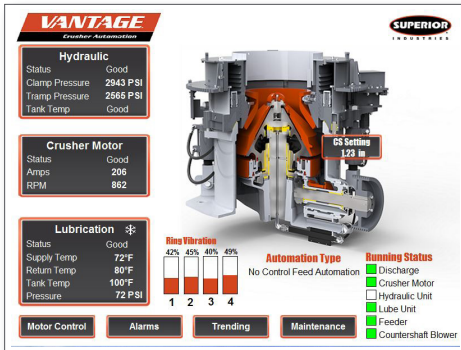 VANTAGE
Crusher Automation
SUPERIOR
INDUSTRIES
Hydraulic
Status Good
Clamp Pressure 2943 PSI
Tramp Pressure 2565 PSI
Tank Temp Good
Crusher Motor
Status Good
Amps 206
RPM 862
CS Setting
1.23 in
Lubrication
Status Good
Supply Temp 72°F
Return Temp 80°F
Tank Temp 100°F
Pressure 72 PSI
Ring Vibration
42% 45% 40% 49%
1 2 3 4
Automation Type
No Control Feed Automation
Running Status
Discharge
Crusher Motor
Hydraulic Unit
Lube Unit
Feeder
Countershaft Blower
Motor Control
Alarms
Trending
Maintenance